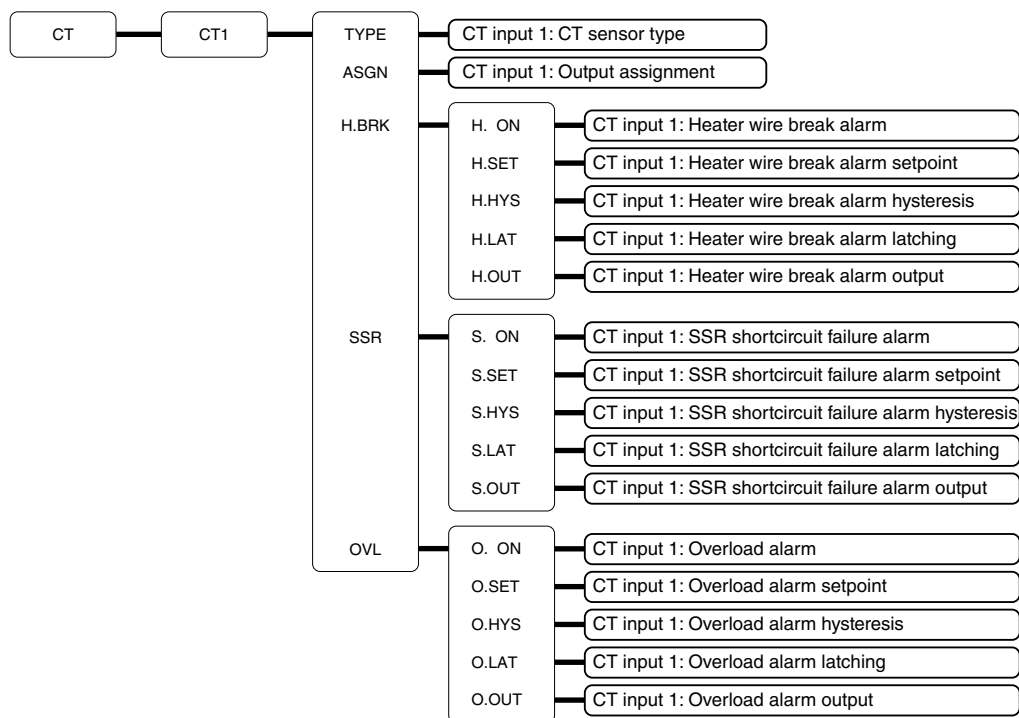 CT CT1 TYPE CT input 1: CT sensor type
ASGN CT input 1: Output assignment
H.BRK H. ON CT input 1: Heater wire break alarm
H.SET CT input 1: Heater wire break alarm setpoint
H.HYS CT input 1: Heater wire break alarm hysteresis
H.LAT CT input 1: Heater wire break alarm latching
H.OUT CT input 1: Heater wire break alarm output
SSR S. ON CT input 1: SSR shortcircuit failure alarm
S.SET CT input 1: SSR shortcircuit failure alarm setpoint
S.HYS CT input 1: SSR shortcircuit failure alarm hysteresis
S.LAT CT input 1: SSR shortcircuit failure alarm latching
S.OUT CT input 1: SSR shortcircuit failure alarm output
OVL O. ON CT input 1: Overload alarm
O.SET CT input 1: Overload alarm setpoint
O.HYS CT input 1: Overload alarm hysteresis
O.LAT CT input 1: Overload alarm latching
O.OUT CT input 1: Overload alarm output